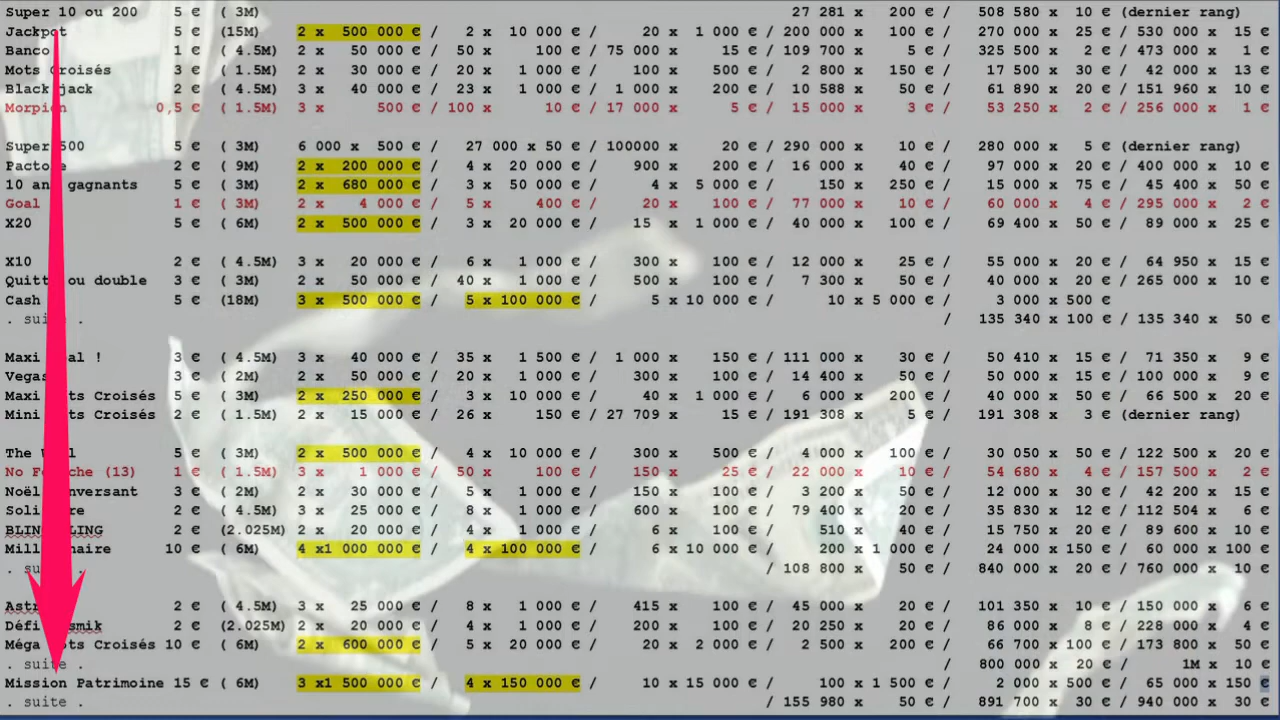 Super 10 ou 200 5 € ( 3M) 27 281 x 200 € / 508 580 x 10 € (dernier rang)
Jackpot 5 € (15M) 2 x 500 000 € / 2 x 10 000 € / 20 x 1 000 € / 200 000 x 100 € / 270 000 x 25 € / 530 000 x 15 €
Banco 1 € ( 4.5M) 2 x 50 000 € / 50 x 100 € / 75 000 x 15 € / 109 700 x 5 € / 325 500 x 2 € / 473 000 x 1 €
Mots Croisés 3 € ( 4.5M) 2 x 30 000 € / 20 x 1 000 € / 100 x 500 € / 2 800 x 150 € / 17 500 x 30 € / 42 000 x 13 €
Black jack 2 € ( 4.5M) 3 x 40 000 € / 23 x 1 000 € / 1 000 x 200 € / 10 588 x 50 € / 61 890 x 20 € / 151 960 x 10 €
Morpion 0,5 € ( 1.5M) 3 x 500 € / 100 x 10 € / 17 000 x 5 € / 15 000 x 3 € / 53 250 x 2 € / 256 000 x 1 €
Super 500 5 € ( 3M) 6 000 x 500 € / 27 000 x 50 € / 100000 x 20 € / 290 000 x 10 € / 280 000 x 5 € (dernier rang)
Pactole 2 € ( 9M) 2 x 200 000 € / 4 x 20 000 € / 900 x 200 € / 16 000 x 40 € / 97 000 x 20 € / 400 000 x 10 €
10 ans gagnants 5 € ( 3M) 2 x 680 000 € / 3 x 50 000 € / 4 x 5 000 € / 150 x 250 € / 15 000 x 75 € / 45 400 x 50 €
Goal 1 € ( 3M) 2 x 4 000 € / 5 x 400 € / 20 x 100 € / 77 000 x 10 € / 60 000 x 4 € / 295 000 x 2 €
X20 5 € ( 6M) 2 x 500 000 € / 3 x 20 000 € / 15 x 1 000 € / 40 000 x 100 € / 69 400 x 50 € / 89 000 x 25 €
X10 2 € ( 4.5M) 3 x 20 000 € / 6 x 1 000 € / 300 x 100 € / 12 000 x 25 € / 55 000 x 20 € / 64 950 x 15 €
Quitte ou double 2 € ( 3M) 2 x 50 000 € / 40 x 1 000 € / 500 x 100 € / 7 300 x 50 € / 40 000 x 20 € / 265 000 x 10 €
Cash 5 € (18M) 3 x 500 000 € / 5 x 100 000 € / 5 x 10 000 € / 10 x 5 000 € / 3 000 x 500 €
. suite . / 135 340 x 100 € / 135 340 x 50 €
Maxi Goal ! 3 € ( 4.5M) 3 x 40 000 € / 35 x 1 500 € / 1 000 x 150 € / 111 000 x 30 € / 50 410 x 15 € / 71 350 x 9 €
Vegas 3 € ( 2M) 2 x 50 000 € / 20 x 1 000 € / 300 x 100 € / 14 400 x 50 € / 50 000 x 15 € / 100 000 x 9 €
Maxi Mots Croisés 5 € ( 3M) 2 x 250 000 € / 3 x 10 000 € / 40 x 1 000 € / 6 000 x 200 € / 40 000 x 50 € / 66 500 x 20 €
Mini Mots Croisés 2 € ( 1.5M) 2 x 15 000 € / 26 x 150 € / 27 709 x 15 € / 191 308 x 5 € / 191 308 x 3 € (dernier rang)
The Wall 5 € ( 3M) 2 x 500 000 € / 4 x 10 000 € / 300 x 500 € / 4 000 x 100 € / 30 050 x 50 € / 122 500 x 20 €
No Fetiche (13) 1 € ( 1.5M) 3 x 1 000 € / 50 x 100 € / 150 x 25 € / 22 000 x 10 € / 54 680 x 4 € / 157 500 x 2 €
Noël Renversant 3 € ( 2M) 2 x 30 000 € / 5 x 1 000 € / 150 x 100 € / 3 200 x 50 € / 12 000 x 30 € / 42 200 x 15 €
Solitaire 2 € ( 4.5M) 3 x 25 000 € / 8 x 1 000 € / 600 x 100 € / 79 400 x 20 € / 35 830 x 12 € / 112 504 x 6 €
BLING BLING 2 € (2.025M) 2 x 20 000 € / 4 x 1 000 € / 6 x 100 € / 510 x 40 € / 15 750 x 20 € / 89 600 x 10 €
Millionnaire 10 € ( 6M) 4 x1 000 000 € / 4 x 100 000 € / 6 x 10 000 € / 200 x 1 000 € / 24 000 x 150 € / 60 000 x 100 €
. suite . / 108 800 x 50 € / 840 000 x 20 € / 760 000 x 10 €
Astro 2 € ( 4.5M) 3 x 25 000 € / 8 x 1 000 € / 415 x 100 € / 45 000 x 20 € / 101 350 x 10 € / 150 000 x 6 €
Défi Kosmik 2 € (2.025M) 2 x 20 000 € / 4 x 1 000 € / 200 x 100 € / 20 250 x 20 € / 86 000 x 8 € / 228 000 x 4 €
Méga Mots Croisés 10 € ( 6M) 2 x 600 000 € / 5 x 20 000 € / 20 x 2 000 € / 2 500 x 200 € / 66 700 x 100 € / 173 800 x 50 €
. suite . / 800 000 x 20 € / 1M x 10 €
Mission Patrimoine 15 € ( 6M) 3 x1 500 000 € / 4 x 150 000 € / 10 x 15 000 € / 100 x 1 500 € / 2 000 x 500 € / 65 000 x 150 €
. suite . / 155 980 x 50 € / 891 700 x 30 € / 940 000 x 30 €